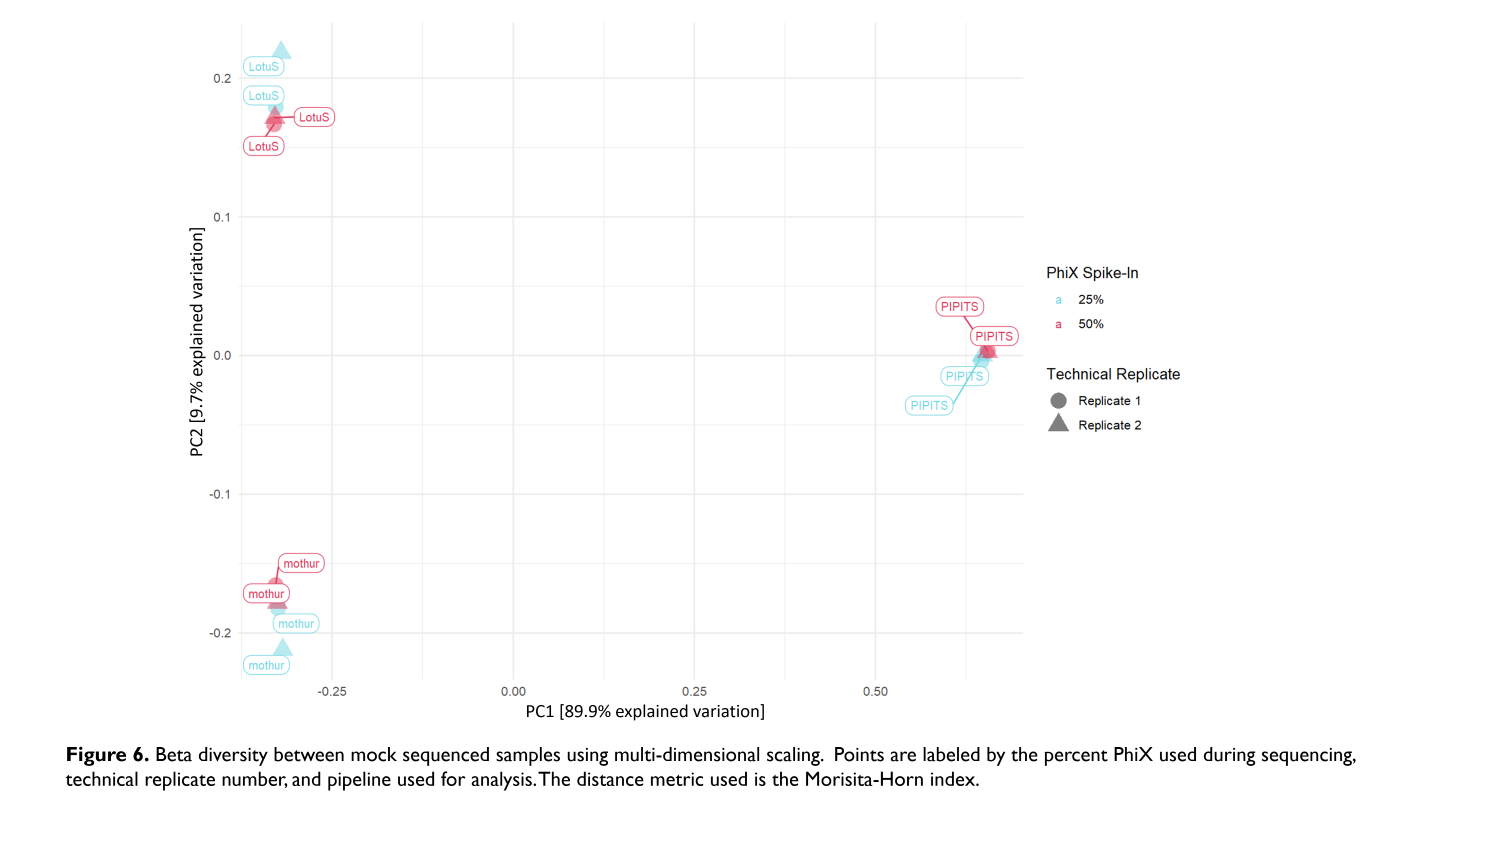 LotuS
0.2
LotuS
LotuS
LotuS
0.1
PC2 [9.7% explained variation]
PIPITS
PIPITS
0.0
PIPITS
PIPITS
-0.1
mothur
mothur
mothur
-0.2
mothur
-0.25
0.00
0.25
0.50
PC1 [89.9% explained variation]
PhiX Spike-In
a 25%
a 50%
Technical Replicate
Replicate 1
Replicate 2
Figure 6. Beta diversity between mock sequenced samples using multi-dimensional scaling. Points are labeled by the percent PhiX used during sequencing,
technical replicate number, and pipeline used for analysis. The distance metric used is the Morisita-Horn index.